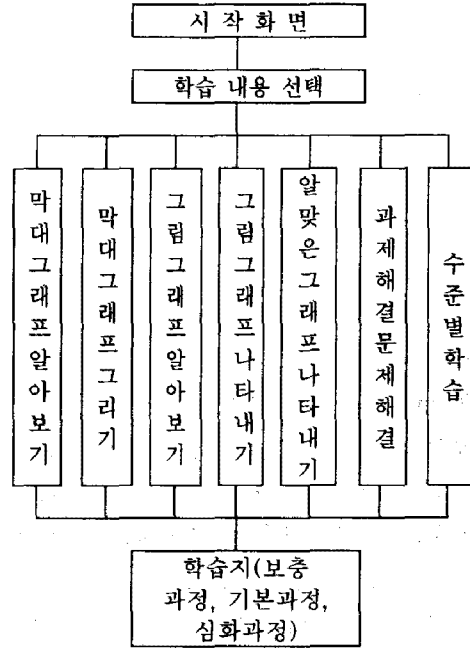 시작화면
학습 내용 선택
막대그래프알아보기
막대그래프그리기
그림그래프알아보기
그림그래프나타내기
알맞은그래프나타내기
과제해결문제해결
수준별학습
학습지(보충
과정, 기본과정,
심화과정)